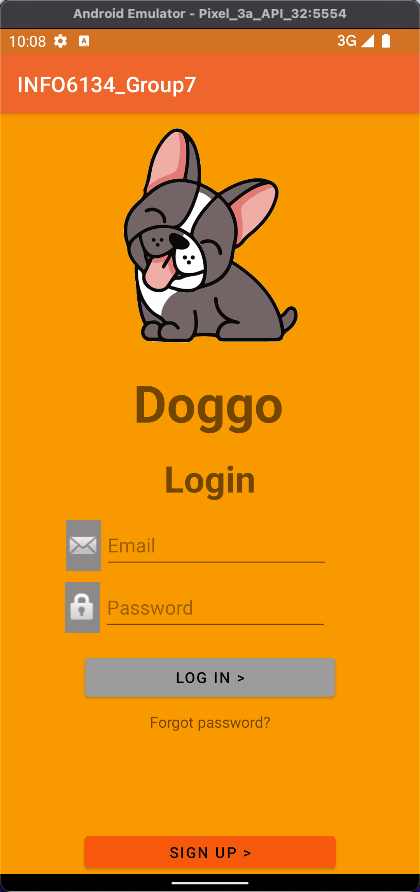 Android Emulator - Pixel_3a_API_32:5554
10:08 A 3G
INFO6134_Group7
Doggo
Login
Email
Password
LOG IN >
Forgot password?
SIGN UP >